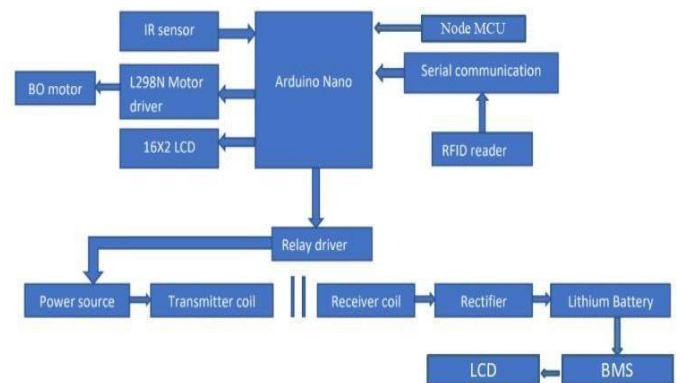 IR sensor
Node MCU
Arduino Nano
Serial communication
BO motor
L298N Motor
driver
16X2 LCD
RFID reader
Relay driver
Power source
Transmitter coil
Receiver coil
Rectifier
Lithium Battery
LCD
BMS